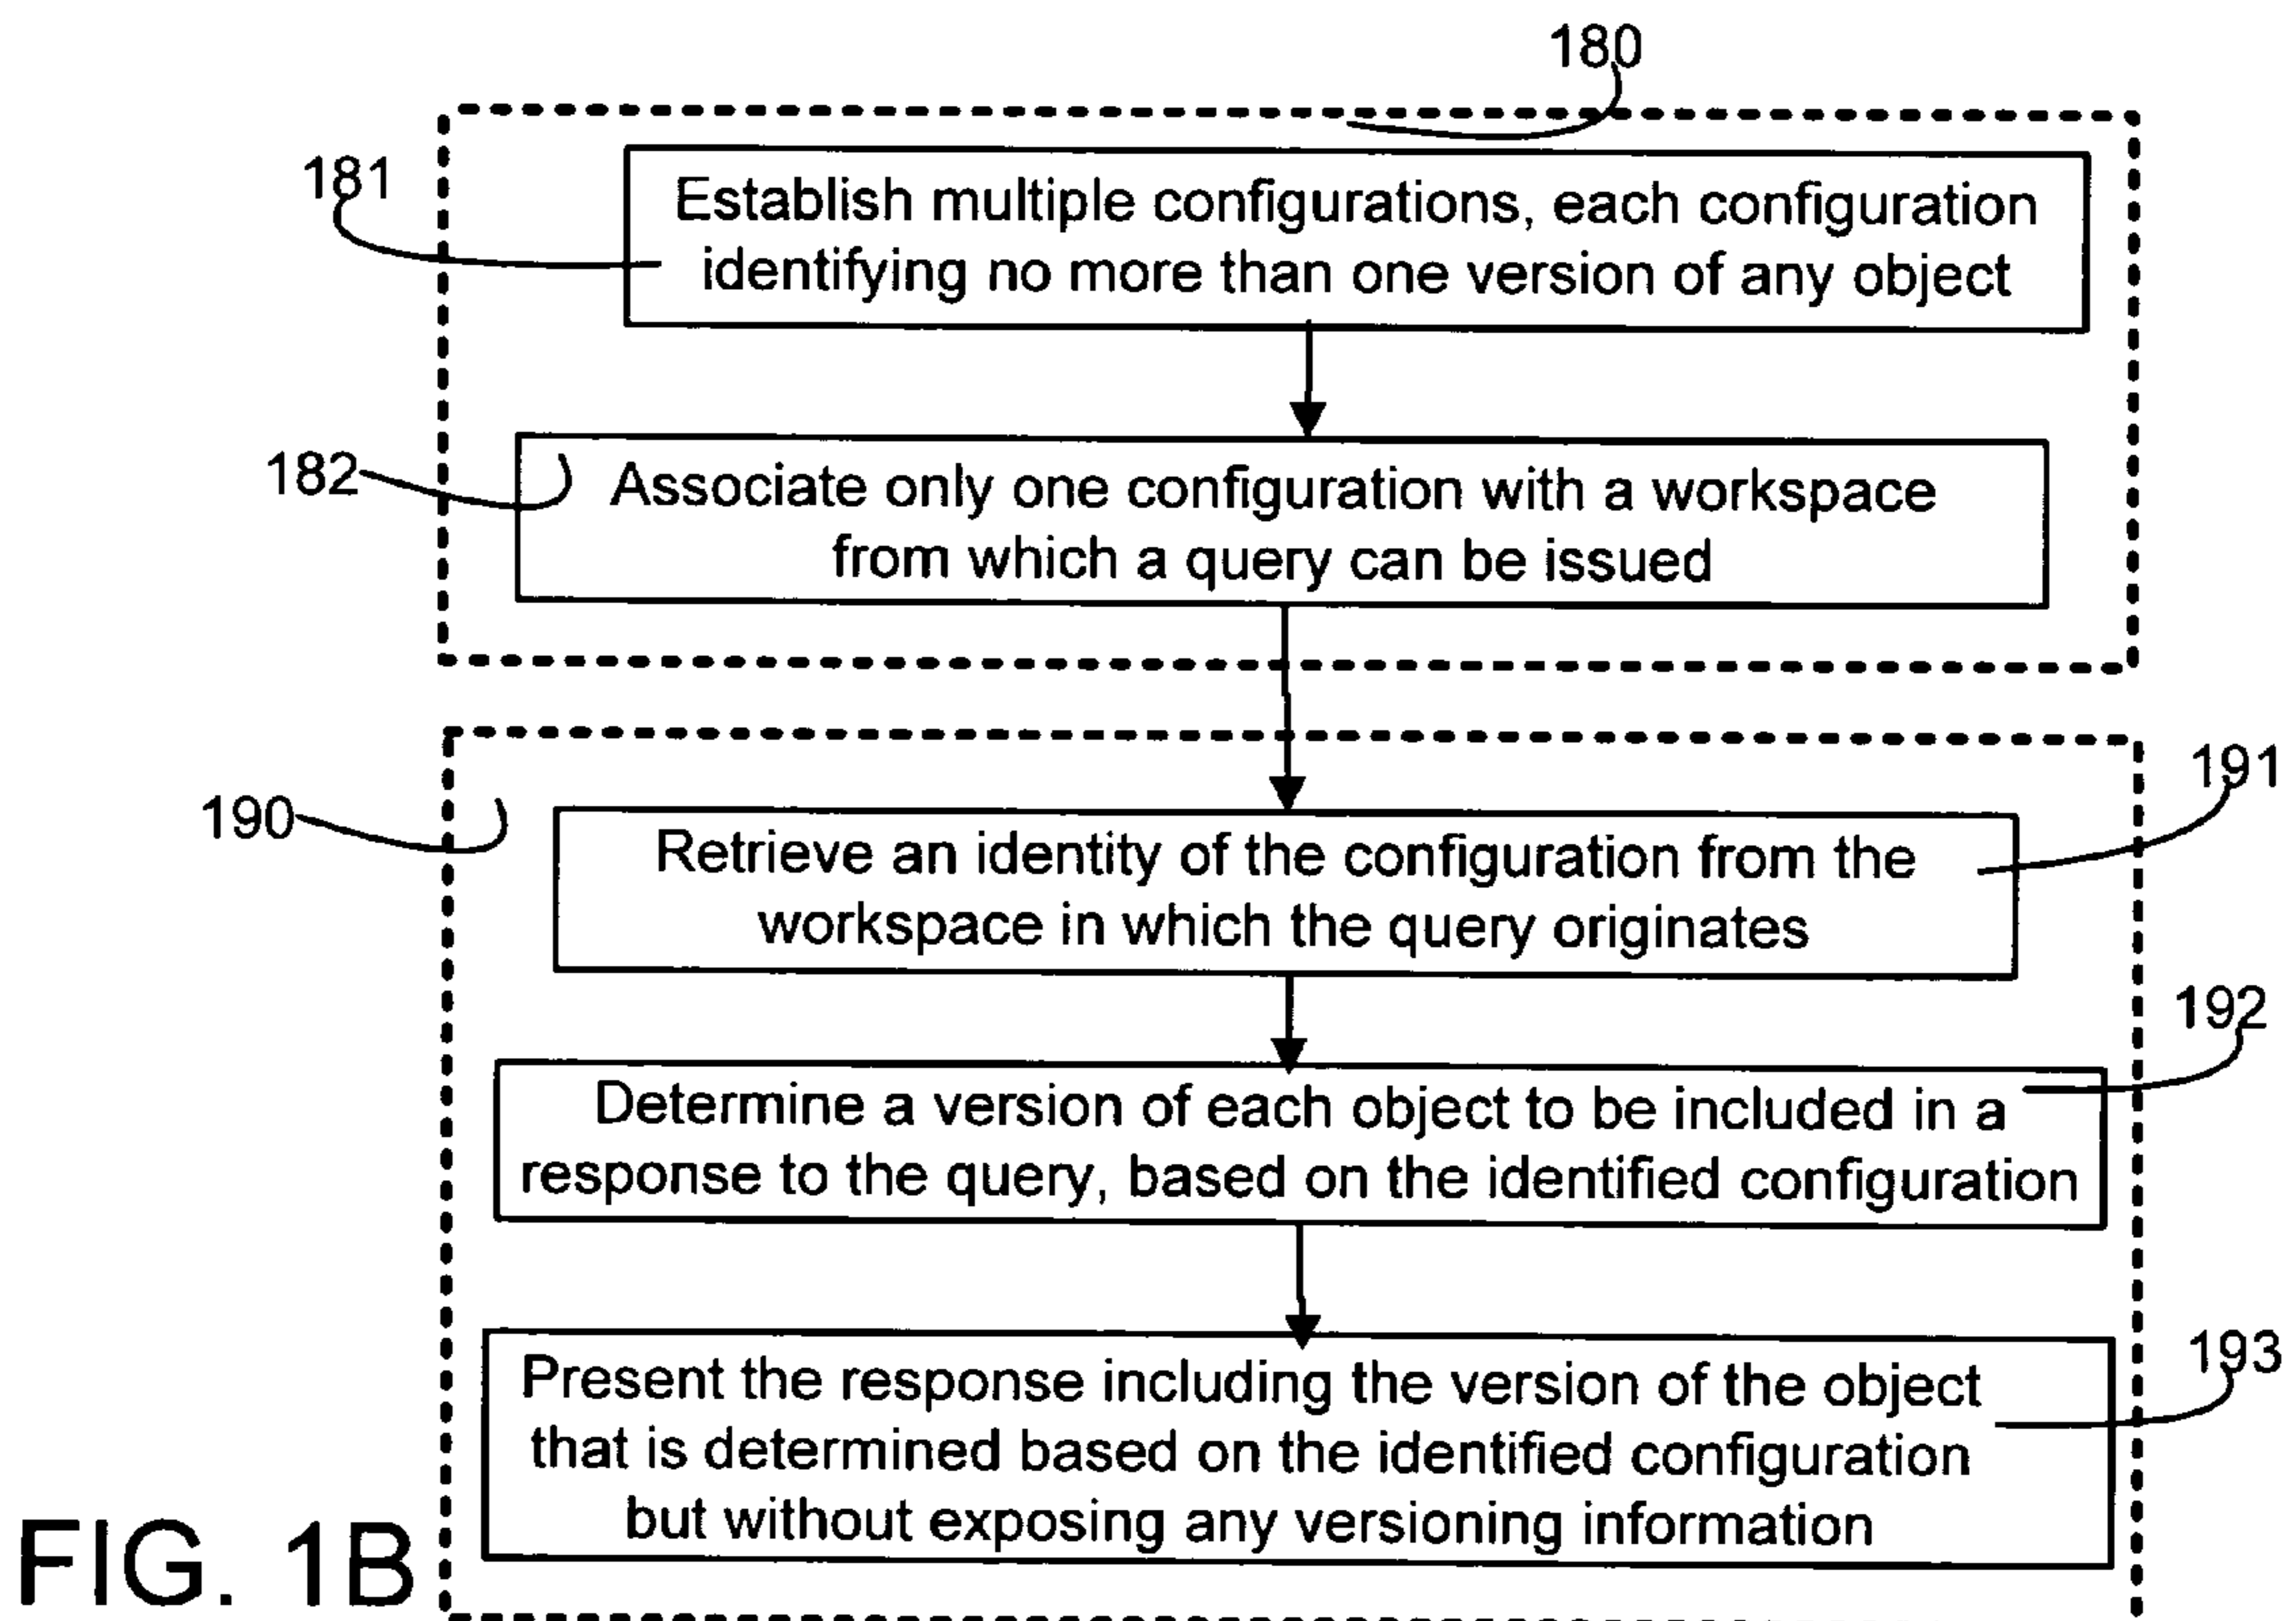 180
181
Establish multiple configurations, each configuration
identifying no more than one version of any object
182
Associate only one configuration with a workspace
from which a query can be issued
190
191
Retrieve an identity of the configuration from the
workspace in which the query originates
192
Determine a version of each object to be included in a
response to the query, based on the identified configuration
193
Present the response including the version of the object
that is determined based on the identified configuration
but without exposing any versioning information
FIG. 1B